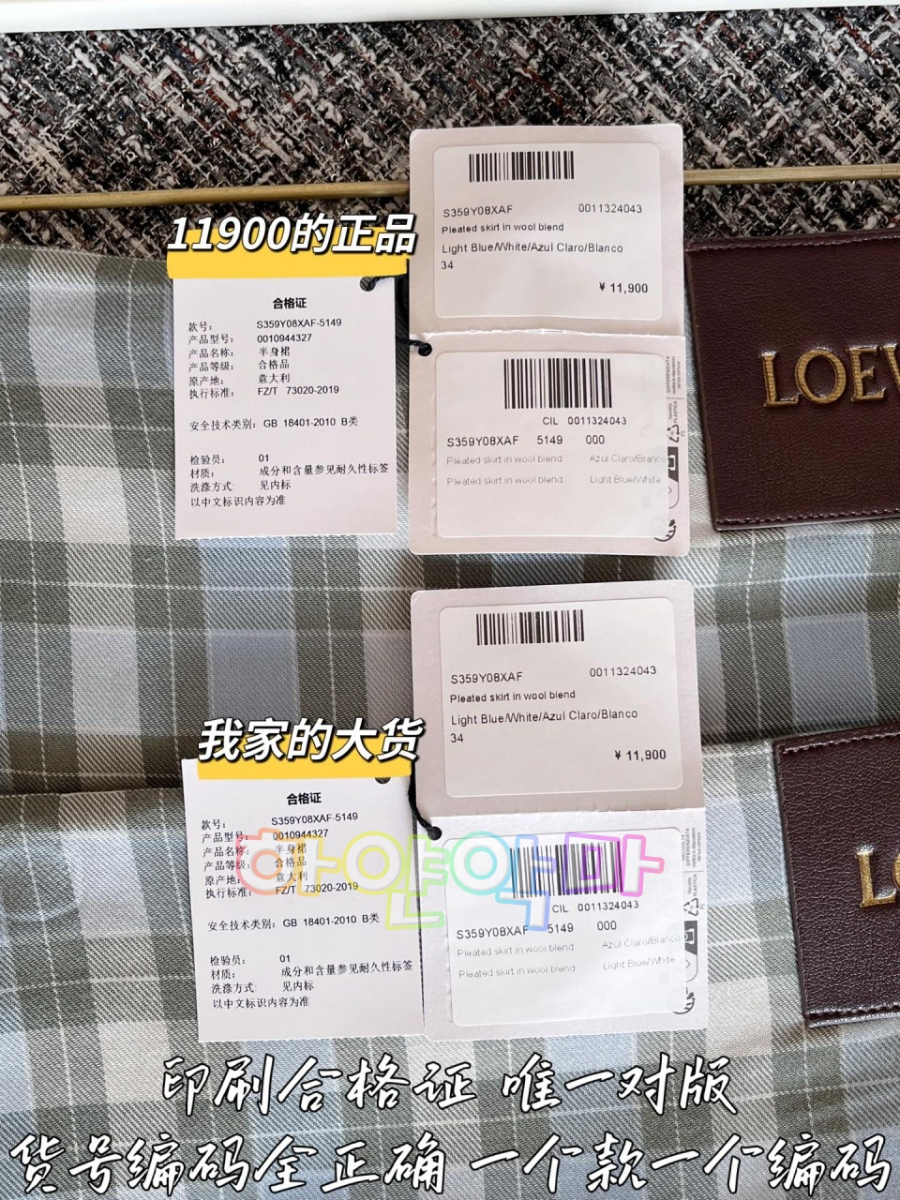 11900的正品
S359Y08XAF 0011324043
Pleated skirt in wool blend
Light Blue/White/Azul Claro/Blanco
34
¥ 11,900
合格证
款号: S359Y08XAF-5149
产品型号: 0010944327
产品名称: 半身裙
产品等级: 合格品
原产地: 意大利
执行标准: FZ/T 73020-2019
安全技术类别: GB 18401-2010 B类
检验员: 01
材质: 成分和含量参见耐久性标签
洗涤方式: 见内标
以中文标识内容为准
CIL 0011324043
S359Y08XAF 5149 000
Pleated skirt in wool blend Azul Claro/Blanco
Pleated skirt in wool blend Light Blue/White
LOEW
我家的大货
S359Y08XAF 0011324043
Pleated skirt in wool blend
Light Blue/White/Azul Claro/Blanco
34
¥ 11,900
合格证
款号: S359Y08XAF-5149
产品型号: 0010944327
产品名称: 半身裙
产品等级: 合格品
原产地: 意大利
执行标准: FZ/T 73020-2019
安全技术类别: GB 18401-2010 B类
检验员: 01
材质: 成分和含量参见耐久性标签
洗涤方式: 见内标
以中文标识内容为准
CIL 0011324043
S359Y08XAF 5149 000
Pleated skirt in wool blend Azul Claro/Blanco
Pleated skirt in wool blend Light Blue/White
LO
印刷合格证 唯一对版
货号编码全正确 一个款一个编码